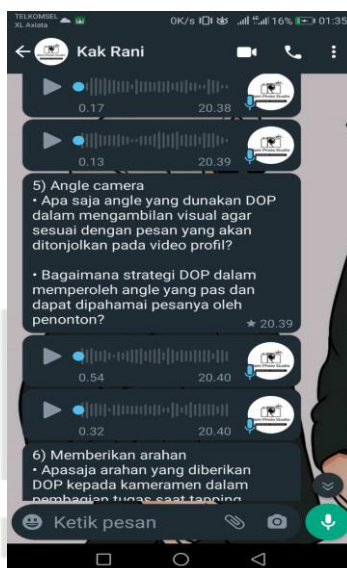 TELKOMSEL
XL Axiata
0K/s 16% 01:35
Kak Rani
0.17 20.38
0.13 20.39
5) Angle camera
• Apa saja angle yang dunakan DOP
dalam mengambilan visual agar
sesuai dengan pesan yang akan
ditonjolkan pada video profil?
• Bagaimana strategi DOP dalam
memperoleh angle yang pas dan
dapat dipahamai pesanya oleh
penonton?
20.39
0.54 20.40
0.32 20.40
6) Memberikan arahan
• Apasaja arahan yang diberikan
DOP kepada kameramen dalam
pembagian tugas saat tapping
Ketik pesan